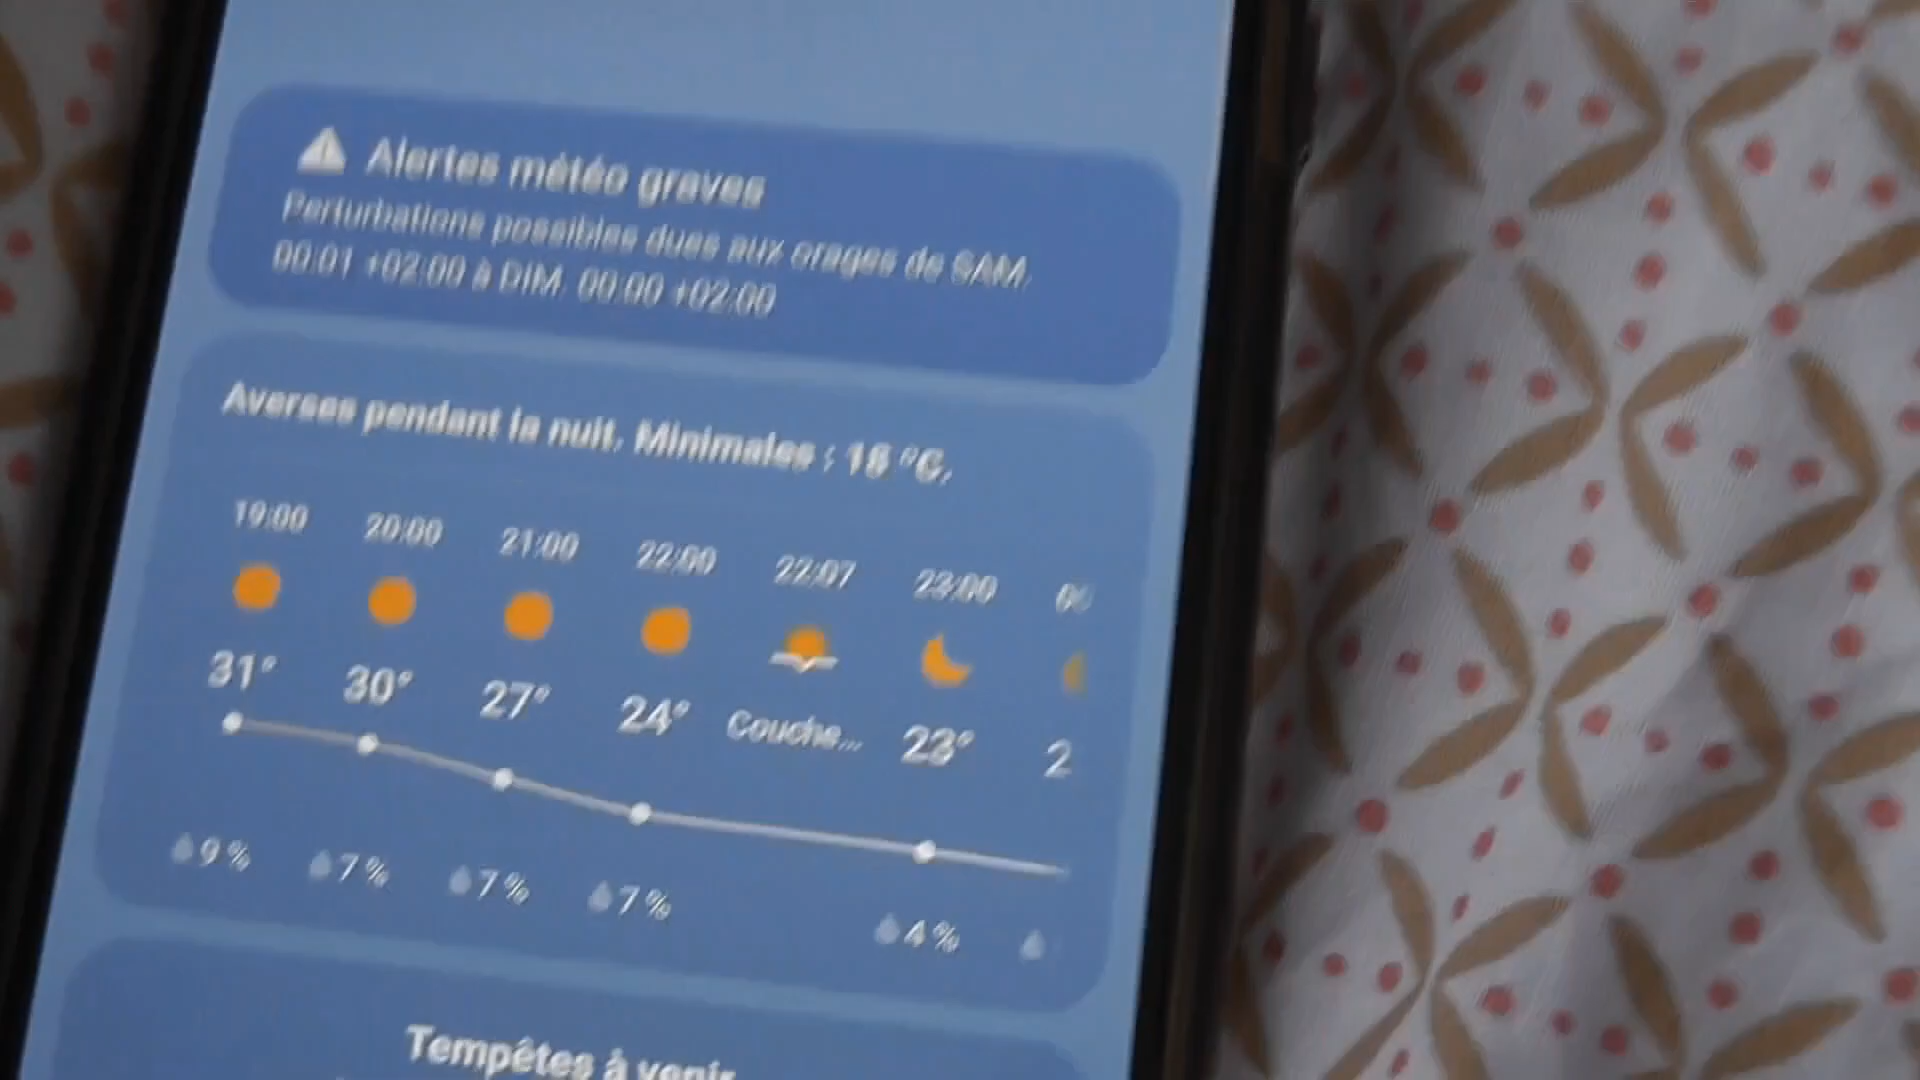 Alertes météo graves
Perturbations possibles dues aux orages de SAM.
00:01 +02:00 à DIM. 00:00 +02:00
Averses pendant la nuit. Minimales : 18 °C.
19:00 20:00 21:00 22:00 22:07 23:00
31° 30° 27° 24° Couche... 23° 2
9 % 7 % 7 % 7 % 4 %
Tempêtes à venir